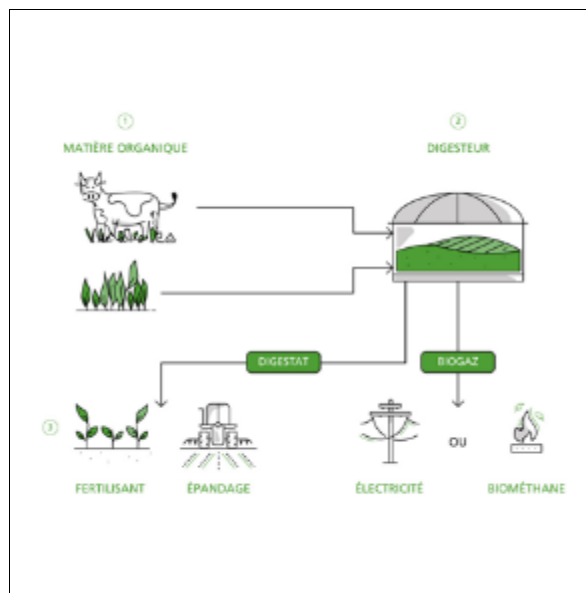 1
MATIÈRE ORGANIQUE
2
DIGESTEUR
DIGESTAT
BIOGAZ
3
OU
FERTILISANT
ÉPANDAGE
ÉLECTRICITÉ
BIOMÉTHANE